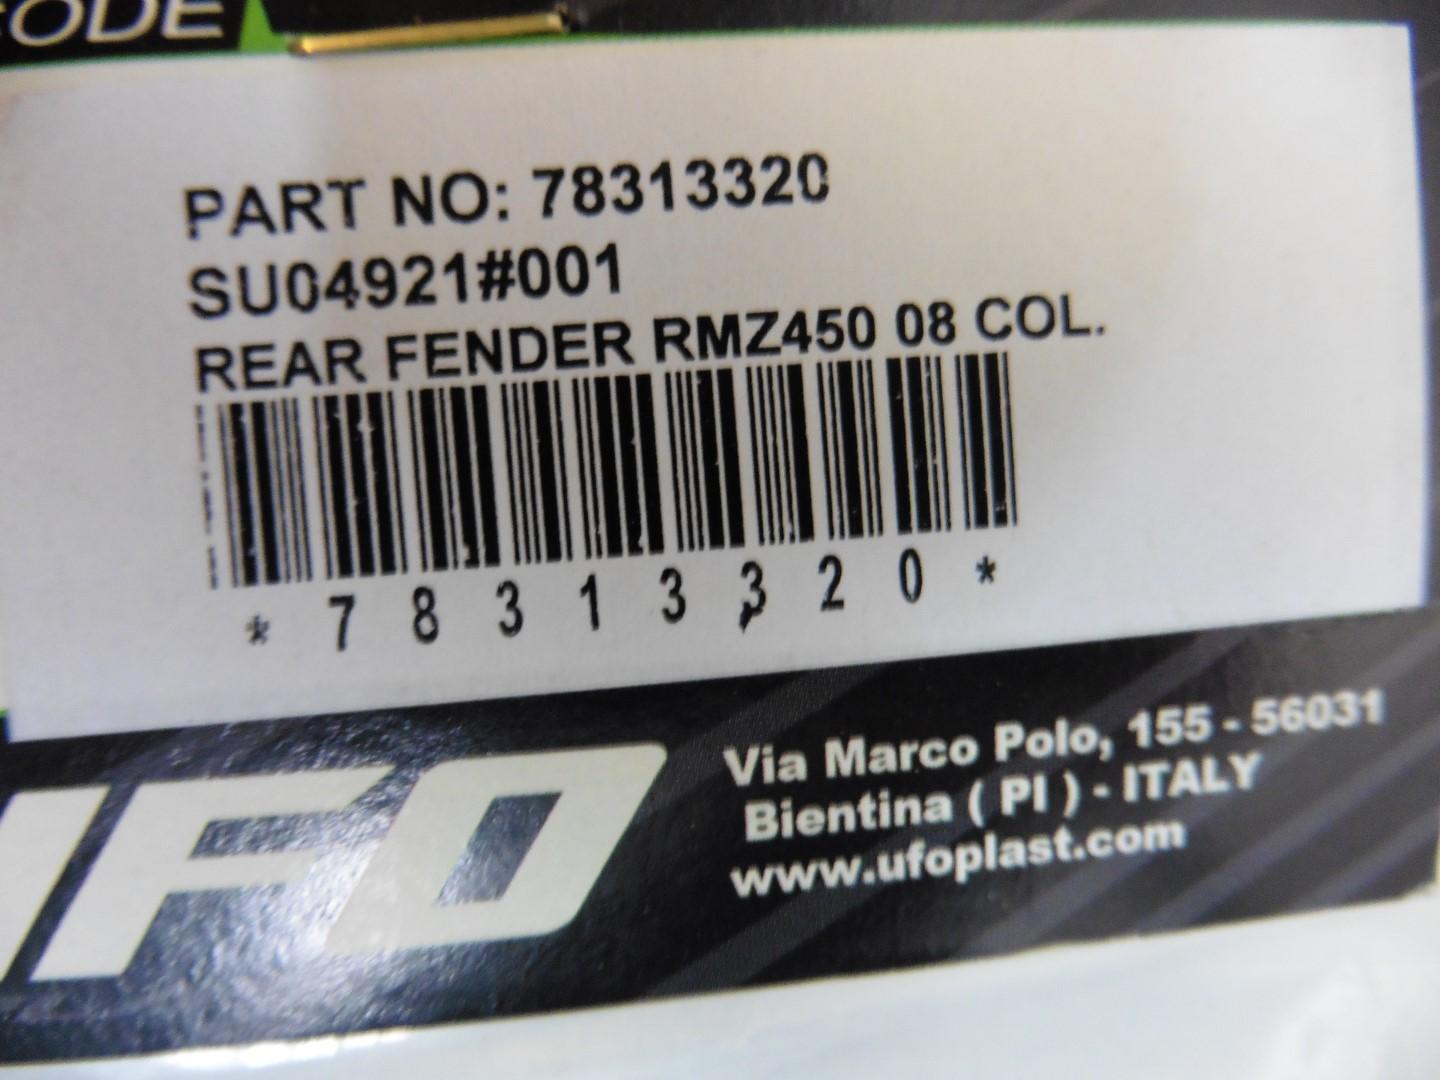 PART NO: 78313320
SU04921#001
REAR FENDER RMZ450 08 COL.
* 7 8 3 1 3 3 2 0 *
Via Marco Polo, 155 - 56031
Bientina ( PI ) - ITALY
www.ufoplast.com